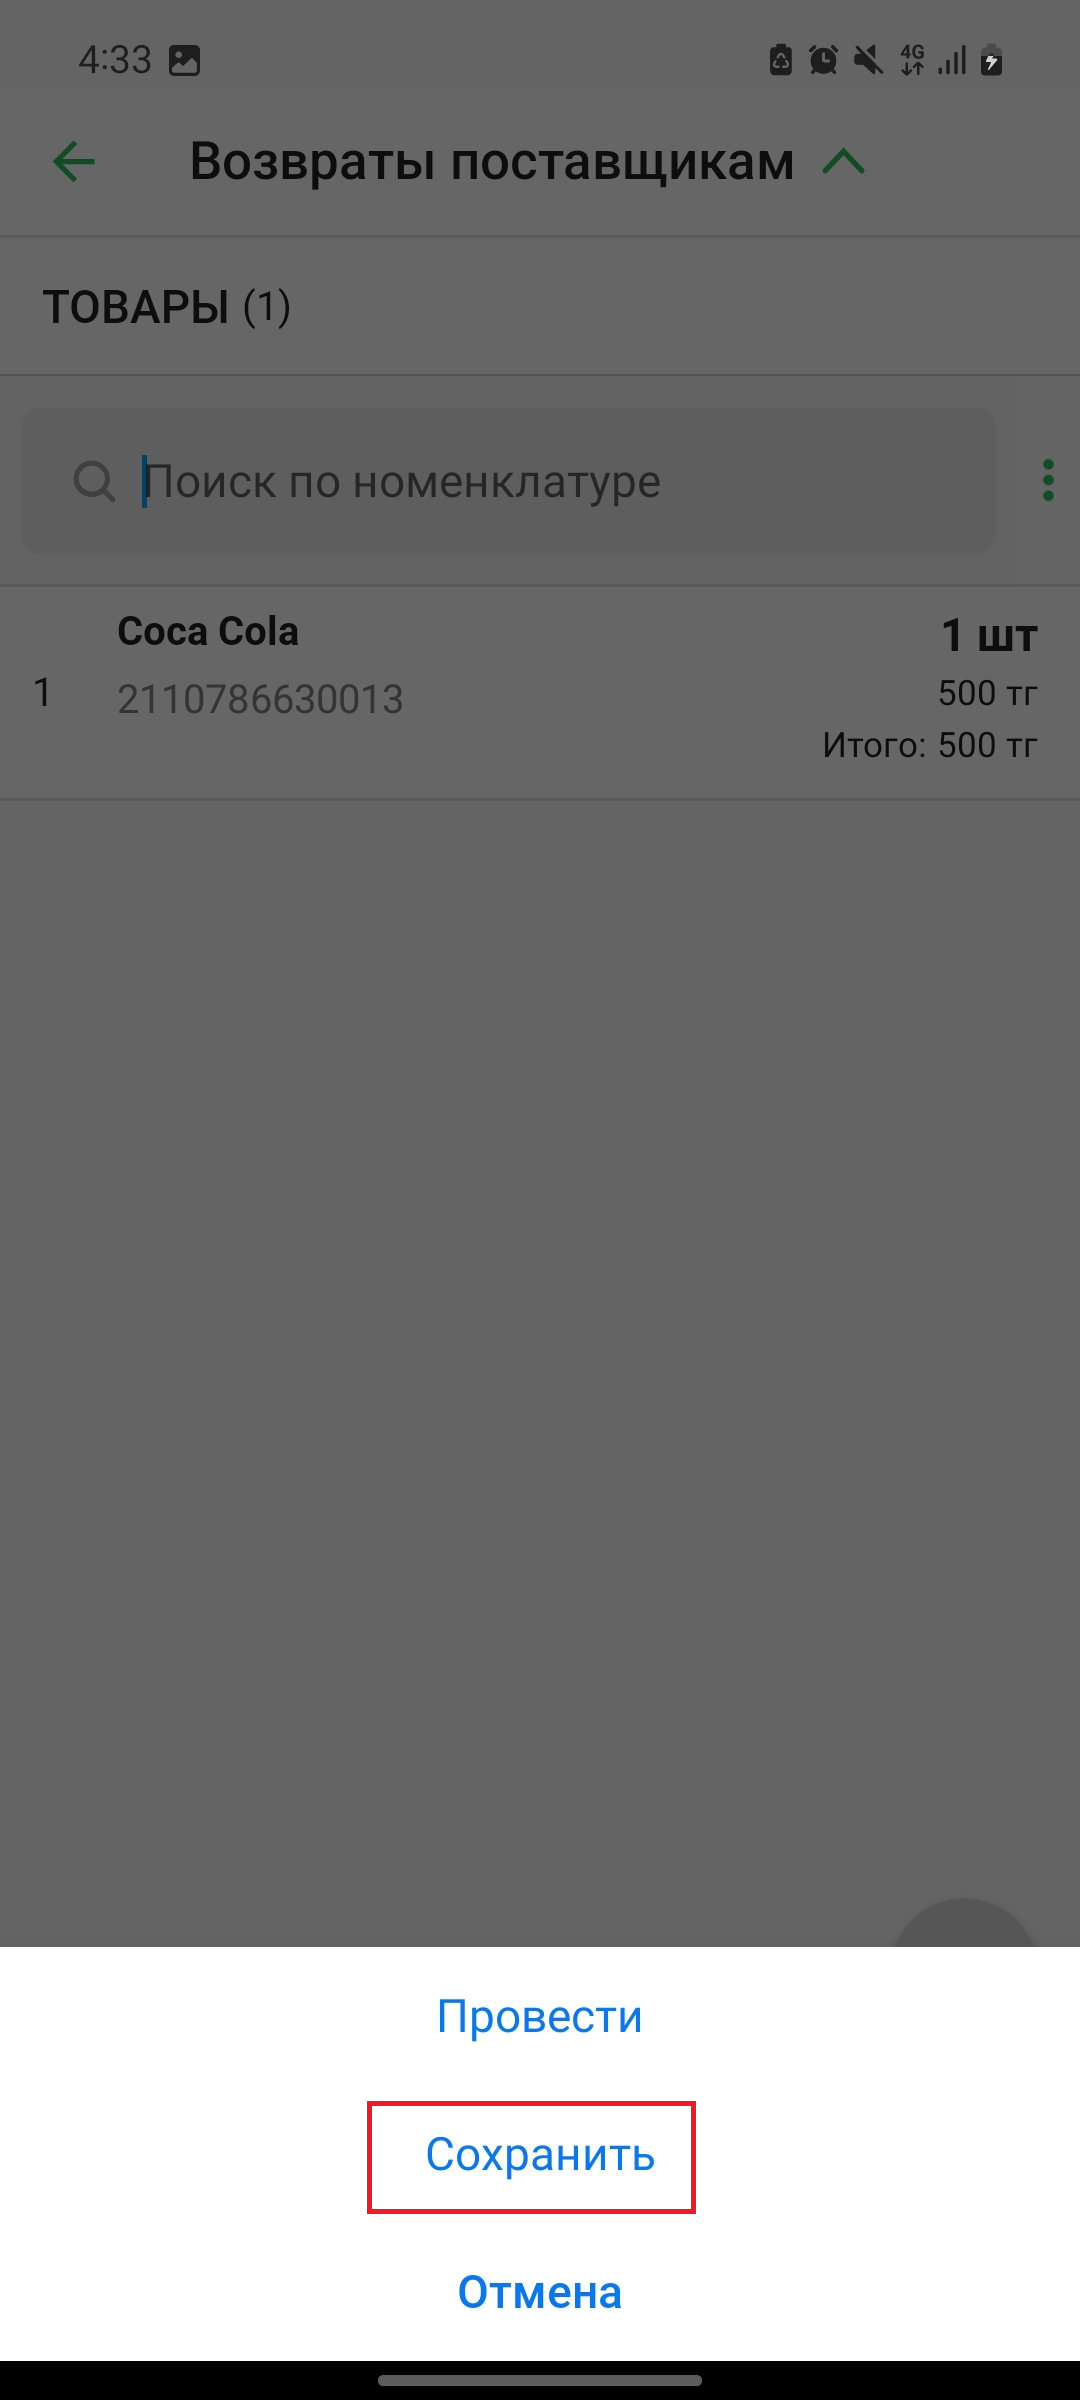 4:33 4G
Возвраты поставщикам
ТОВАРЫ (1)
Поиск по номенклатуре
Coca Cola
1 шт
1
2110786630013
500 тг
Итого: 500 тг
Провести
Сохранить
Отмена